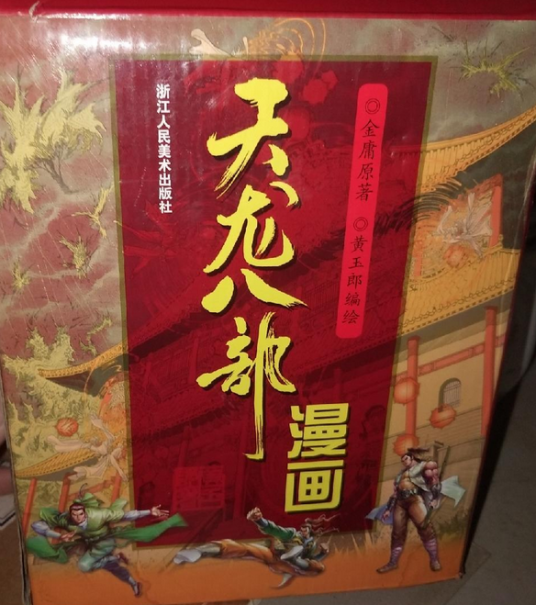 天龙八部
漫画
◎金庸原著 ◎黄玉郎编绘
浙江人民美术出版社